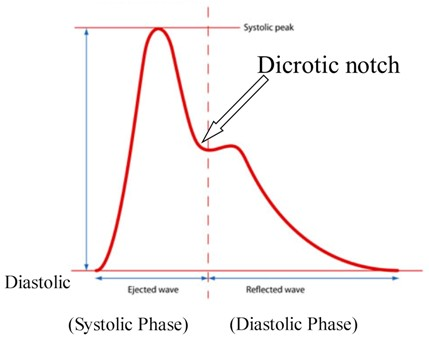 Systolic peak
Dicrotic notch
Diastolic
Ejected wave
Reflected wave
(Systolic Phase)
(Diastolic Phase)